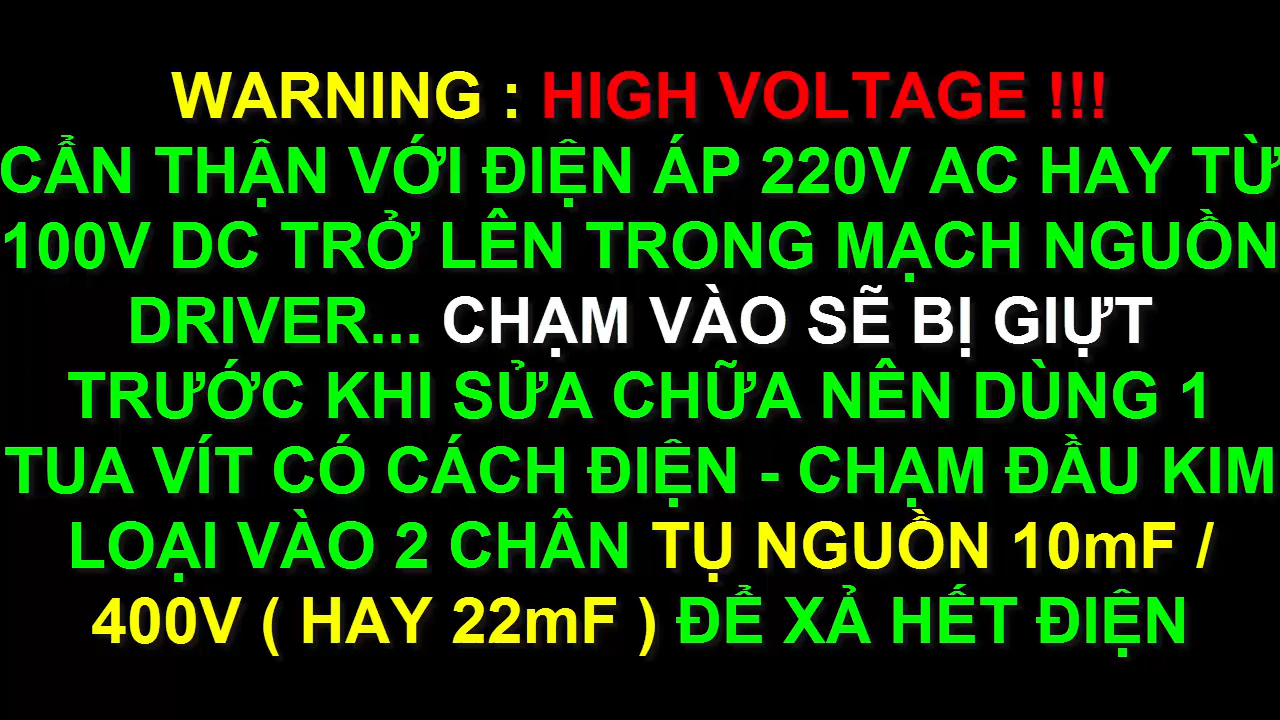 WARNING : HIGH VOLTAGE !!!
CẨN THẬN VỚI ĐIỆN ÁP 220V AC HAY TỪ
100V DC TRỞ LÊN TRONG MẠCH NGUỒN
DRIVER... CHẠM VÀO SẼ BỊ GIỰT
TRƯỚC KHI SỬA CHỮA NÊN DÙNG 1
TUA VÍT CÓ CÁCH ĐIỆN - CHẠM ĐẦU KIM
LOẠI VÀO 2 CHÂN TỤ NGUỒN 10mF /
400V ( HAY 22mF ) ĐỂ XẢ HẾT ĐIỆN